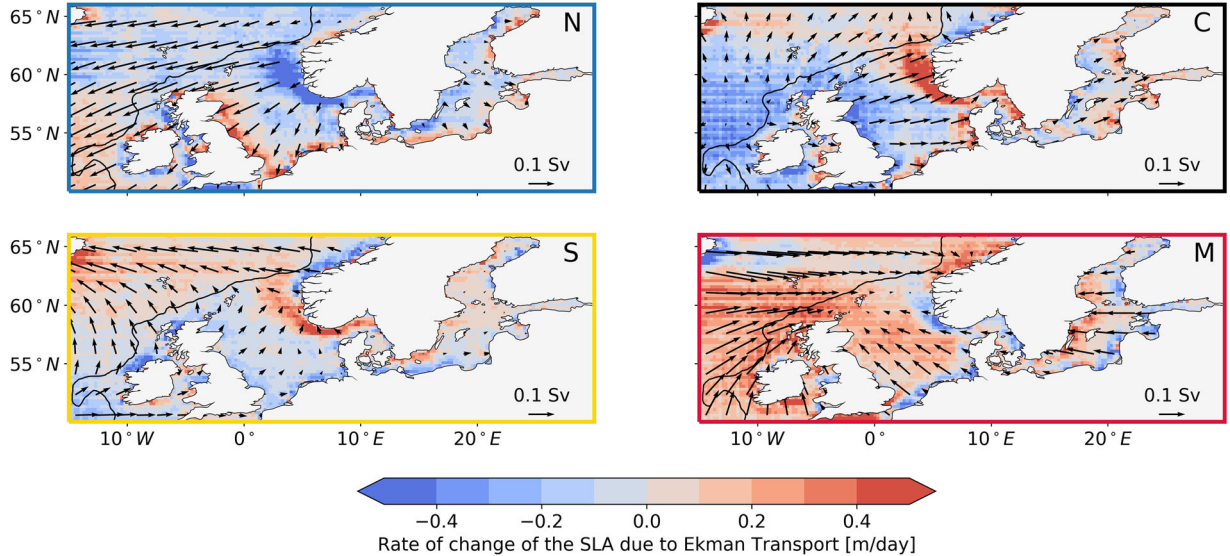 65°N
60°N
55°N
N
0.1 Sv
C
0.1 Sv
65°N
60°N
55°N
S
0.1 Sv
M
0.1 Sv
10°W 0° 10°E 20°E
10°W 0° 10°E 20°E
−0.4 −0.2 0.0 0.2 0.4
Rate of change of the SLA due to Ekman Transport [m/day]